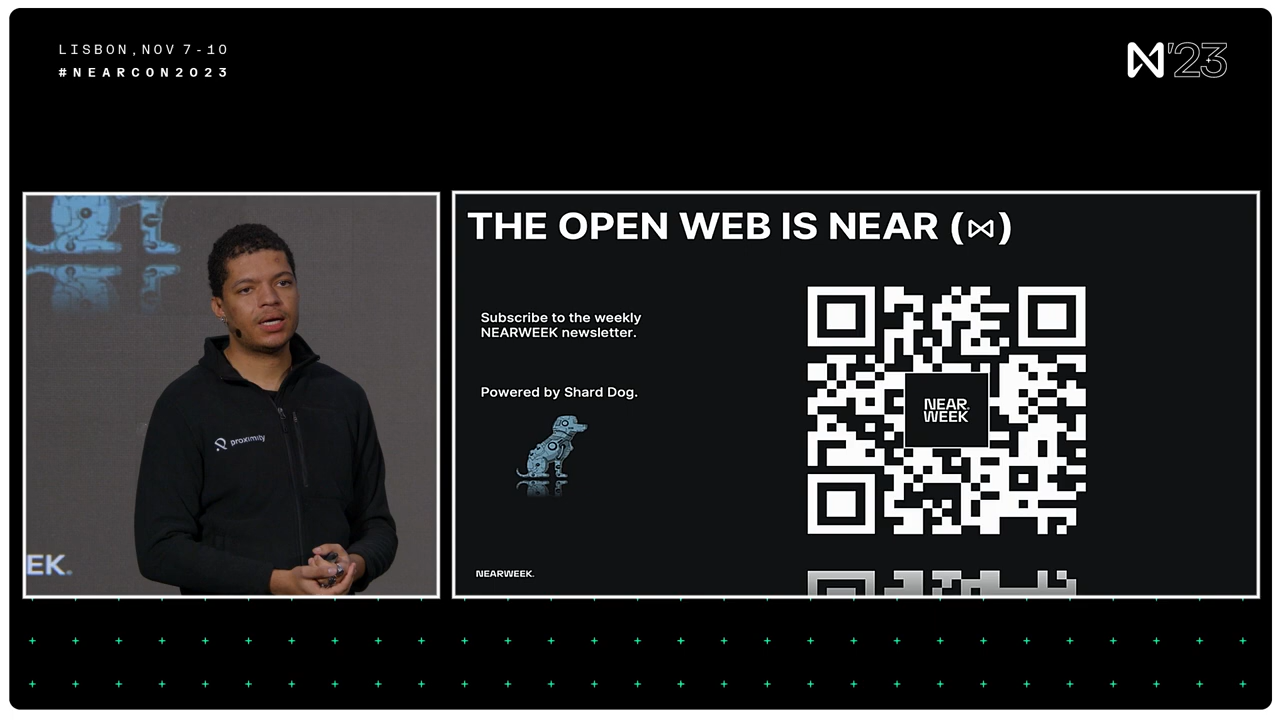 LISBON, NOV 7-10
#NEARCON2023
'23
THE OPEN WEB IS NEAR ( )
Subscribe to the weekly
NEARWEEK newsletter.
Powered by Shard Dog.
NEAR
WEEK
NEARWEEK.
proximity
EK.